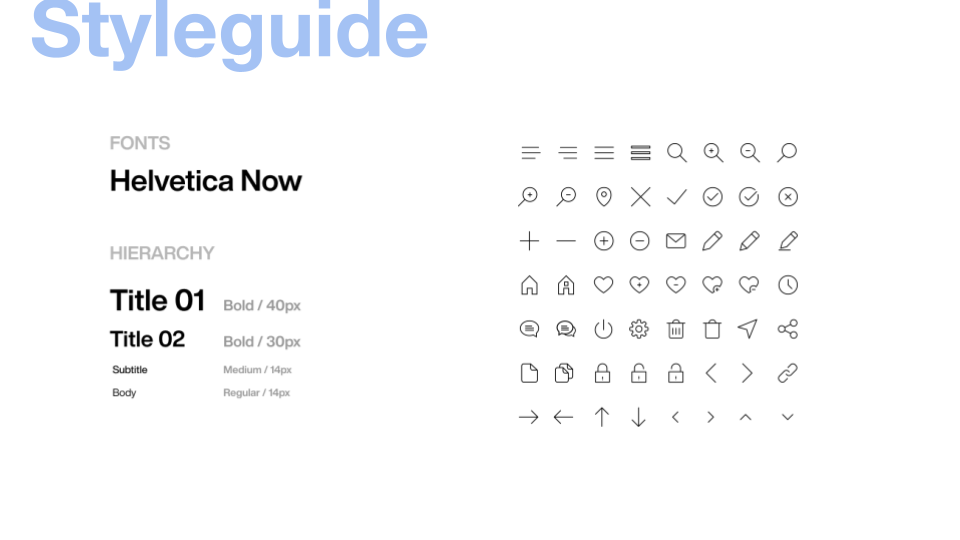 Styleguide
FONTS
Helvetica Now
HIERARCHY
Title 01 Bold / 40px
Title 02 Bold / 30px
Subtitle Medium / 14px
Body Regular / 14px